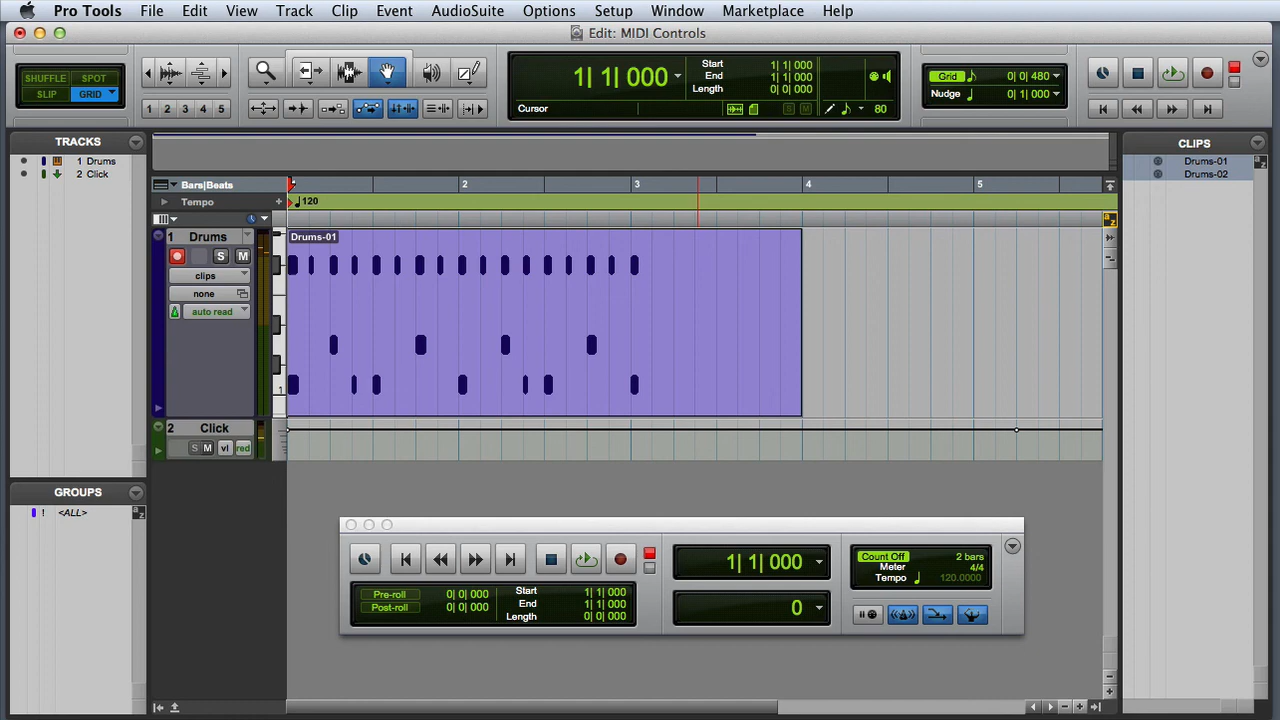 Pro Tools File Edit View Track Clip Event AudioSuite Options Setup Window Marketplace Help
Edit: MIDI Controls
SHUFFLE SPOT
SLIP GRID
1 2 3 4 5
1| 1| 000
Start 1| 1| 000
End 1| 1| 000
Length 0| 0| 000
Cursor
80
Grid 0| 0| 480
Nudge 0| 1| 000
TRACKS
1 Drums
2 Click
Bars|Beats
2 3 4 5
Tempo + 120
CLIPS
Drums-01
Drums-02
1 Drums
S M
clips
none
auto read
Drums-01
1
2 Click
S M vl red
GROUPS
! <ALL>
a z
Pre-roll 0| 0| 000
Post-roll 0| 0| 000
Start 1| 1| 000
End 1| 1| 000
Length 0| 0| 000
1| 1| 000
0
Count Off 2 bars
Meter 4/4
Tempo 120.0000